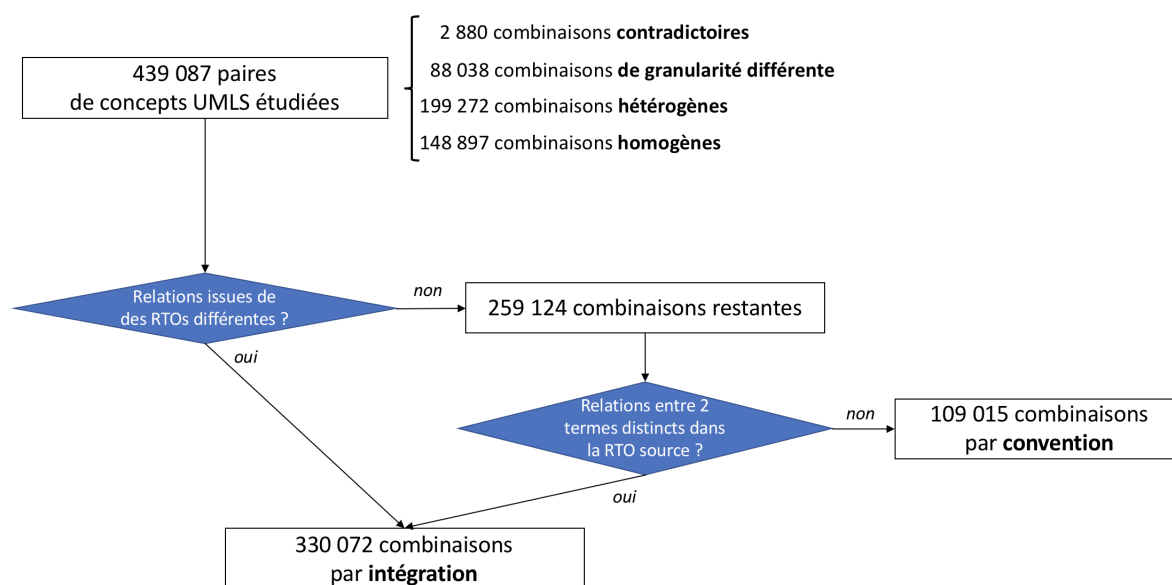 439 087 paires
de concepts UMLS étudiées
2 880 combinaisons contradictoires
88 038 combinaisons de granularité différente
199 272 combinaisons hétérogènes
148 897 combinaisons homogènes
Relations issues de
des RTOs différentes ?
non
259 124 combinaisons restantes
oui
Relations entre 2
termes distincts dans
la RTO source ?
non
109 015 combinaisons
par convention
oui
330 072 combinaisons
par intégration